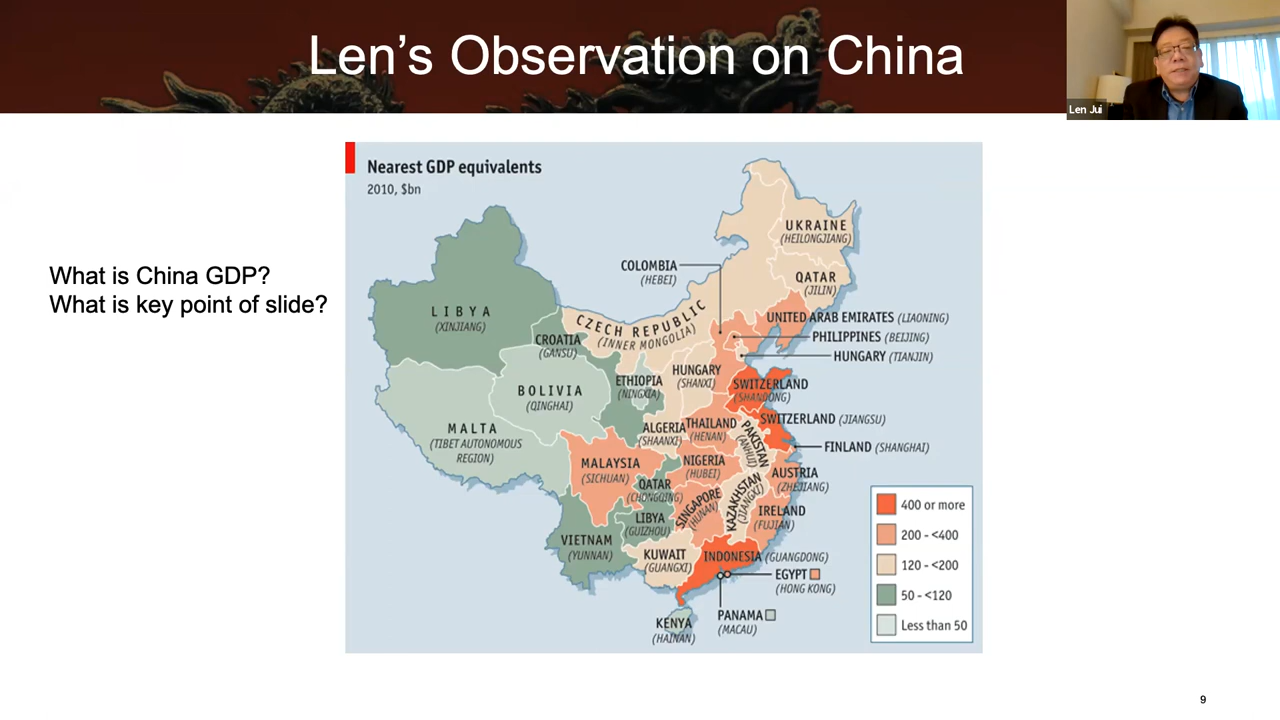 Len's Observation on China
Len Jui
What is China GDP?
What is key point of slide?
Nearest GDP equivalents
2010, $bn
UKRAINE
(HEILONGJIANG)
COLOMBIA
(HEBEI)
QATAR
(JILIN)
LIBYA
(XINJIANG)
CZECH REPUBLIC
(INNER MONGOLIA)
UNITED ARAB EMIRATES (LIAONING)
PHILIPPINES (BEIJING)
HUNGARY (TIANJIN)
CROATIA
(GANSU)
HUNGARY
(SHANXI)
ETHIOPIA
(NINGXIA)
SWITZERLAND
(SHANDONG)
BOLIVIA
(QINGHAI)
SWITZERLAND (JIANGSU)
MALTA
(TIBET AUTONOMOUS
REGION)
ALGERIA
(SHAANXI)
THAILAND
(HENAN)
PAKISTAN
(ANHUI)
FINLAND (SHANGHAI)
MALAYSIA
(SICHUAN)
NIGERIA
(HUBEI)
AUSTRIA
(ZHEJIANG)
QATAR
(CHONGQING)
SINGAPORE
(HUNAN)
KAZAKHSTAN
(JIANGXI)
IRELAND
(FUJIAN)
LIBYA
(GUIZHOU)
VIETNAM
(YUNNAN)
KUWAIT
(GUANGXI)
INDONESIA (GUANGDONG)
EGYPT
(HONG KONG)
PANAMA
(MACAU)
KENYA
(HAINAN)
400 or more
200 - <400
120 - <200
50 - <120
Less than 50
9